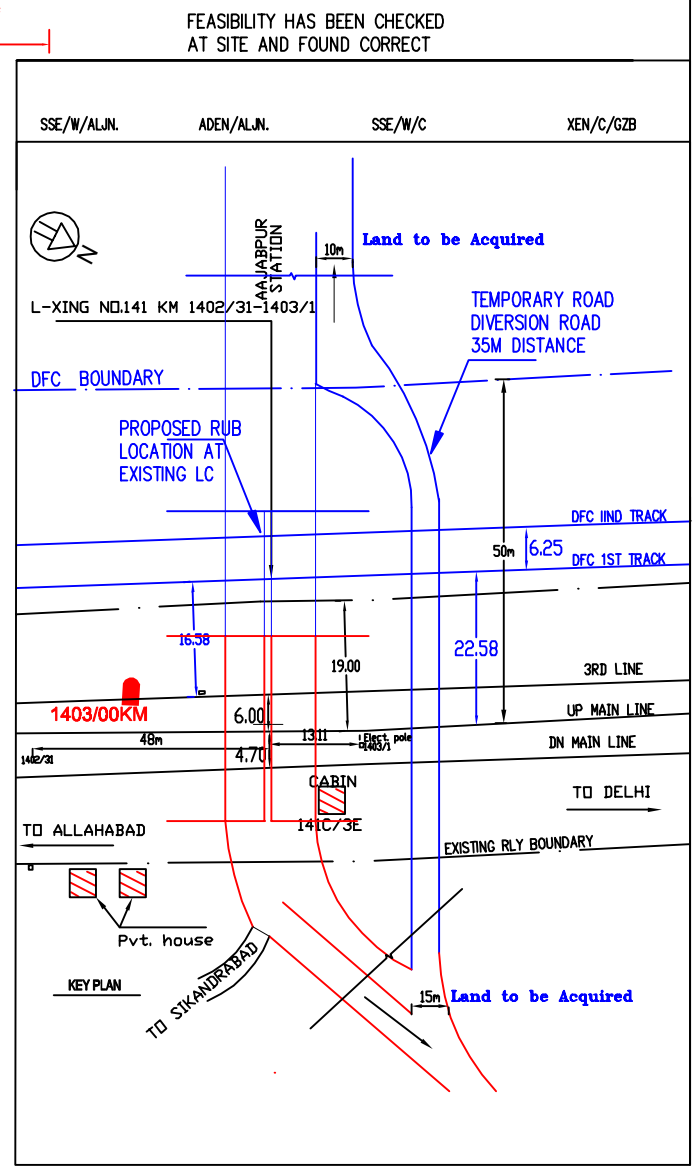 FEASIBILITY HAS BEEN CHECKED
AT SITE AND FOUND CORRECT
SSE/W/ALJN. ADEN/ALJN. SSE/W/C XEN/C/GZB
N
AAJABPUR
STATION
10m
Land to be Acquired
L-XING NO.141 KM 1402/31-1403/1
TEMPORARY ROAD
DIVERSION ROAD
35M DISTANCE
DFC BOUNDARY
PROPOSED RUB
LOCATION AT
EXISTING LC
DFC IIND TRACK
50m
6.25
DFC 1ST TRACK
16.58
22.58
19.00
3RD LINE
1403/00KM
6.00
UP MAIN LINE
48m
13.11
Elect. pole
1403/1
DN MAIN LINE
1402/31
4.70
CABIN
TO DELHI
141C/3E
TO ALLAHABAD
EXISTING RLY BOUNDARY
Pvt. house
KEY PLAN
TO SIKANDRABAD
15m
Land to be Acquired